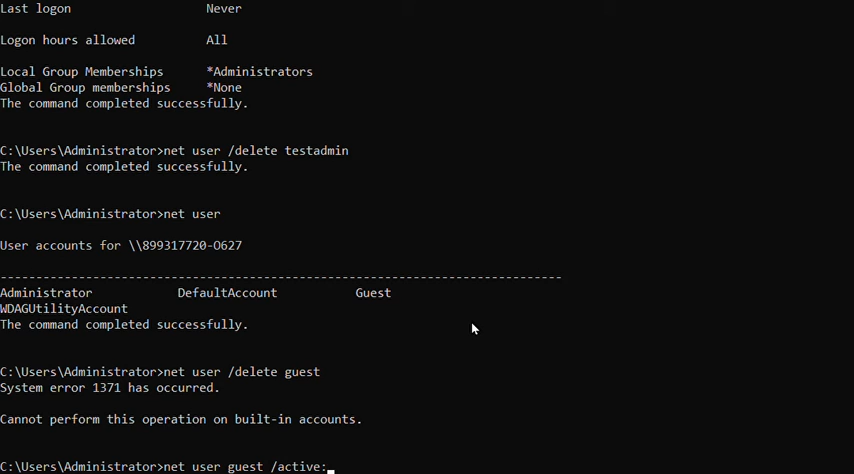 Last logon                   Never
Logon hours allowed          All
Local Group Memberships      *Administrators
Global Group memberships     *None
The command completed successfully.
C:\Users\Administrator>net user /delete testadmin
The command completed successfully.
C:\Users\Administrator>net user
User accounts for \\899317720-0627
-------------------------------------------------------------------------------
Administrator            DefaultAccount           Guest
WDAGUtilityAccount
The command completed successfully.
C:\Users\Administrator>net user /delete guest
System error 1371 has occurred.
Cannot perform this operation on built-in accounts.
C:\Users\Administrator>net user guest /active: